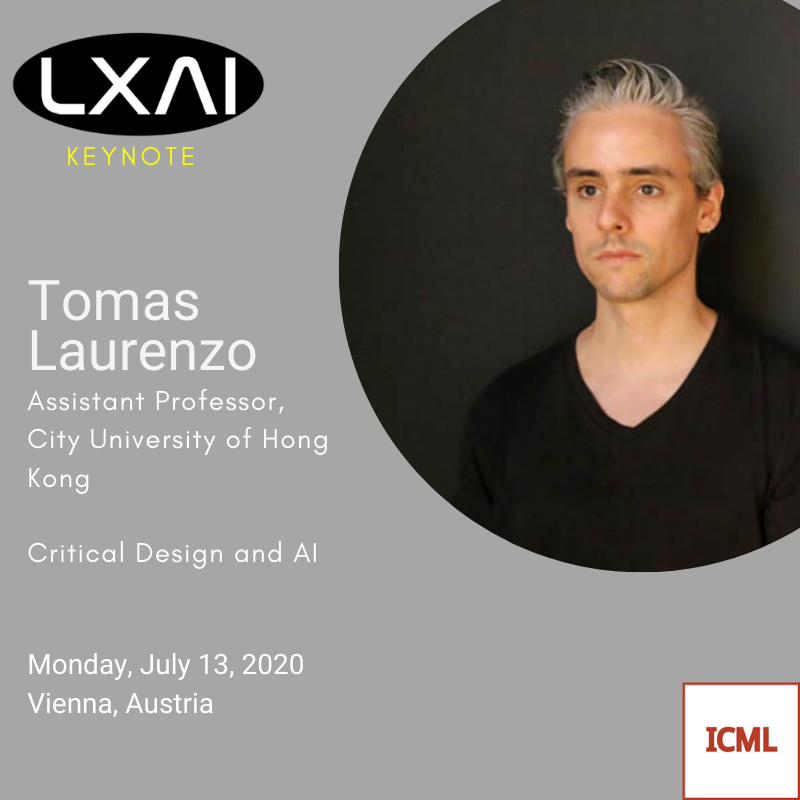 LXAI
KEYNOTE
Tomas
Laurenzo
Assistant Professor,
City University of Hong
Kong
Critical Design and AI
Monday, July 13, 2020
Vienna, Austria
ICML